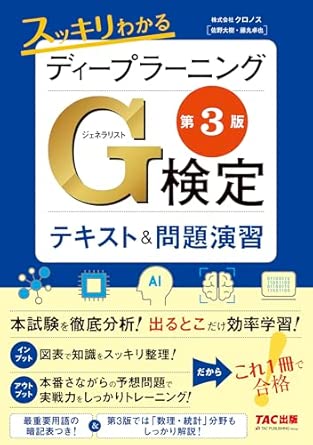 スッキリわかる
株式会社 クロノス
[佐野大樹・藤丸卓也]
ディープラーニング
第3版
ジェネラリスト
G検定
テキスト&問題演習
AI
本試験を徹底分析! 出るとこだけ効率学習!
インプット 図表で知識をスッキリ整理!
アウトプット 本番さながらの予想問題で
実戦力をしっかりトレーニング!
だから
これ1冊で
合格!
最重要用語の
暗記表つき!
&
第3版では「数理・統計」分野も
しっかり解説!
TAC出版
TAC PUBLISHING Group